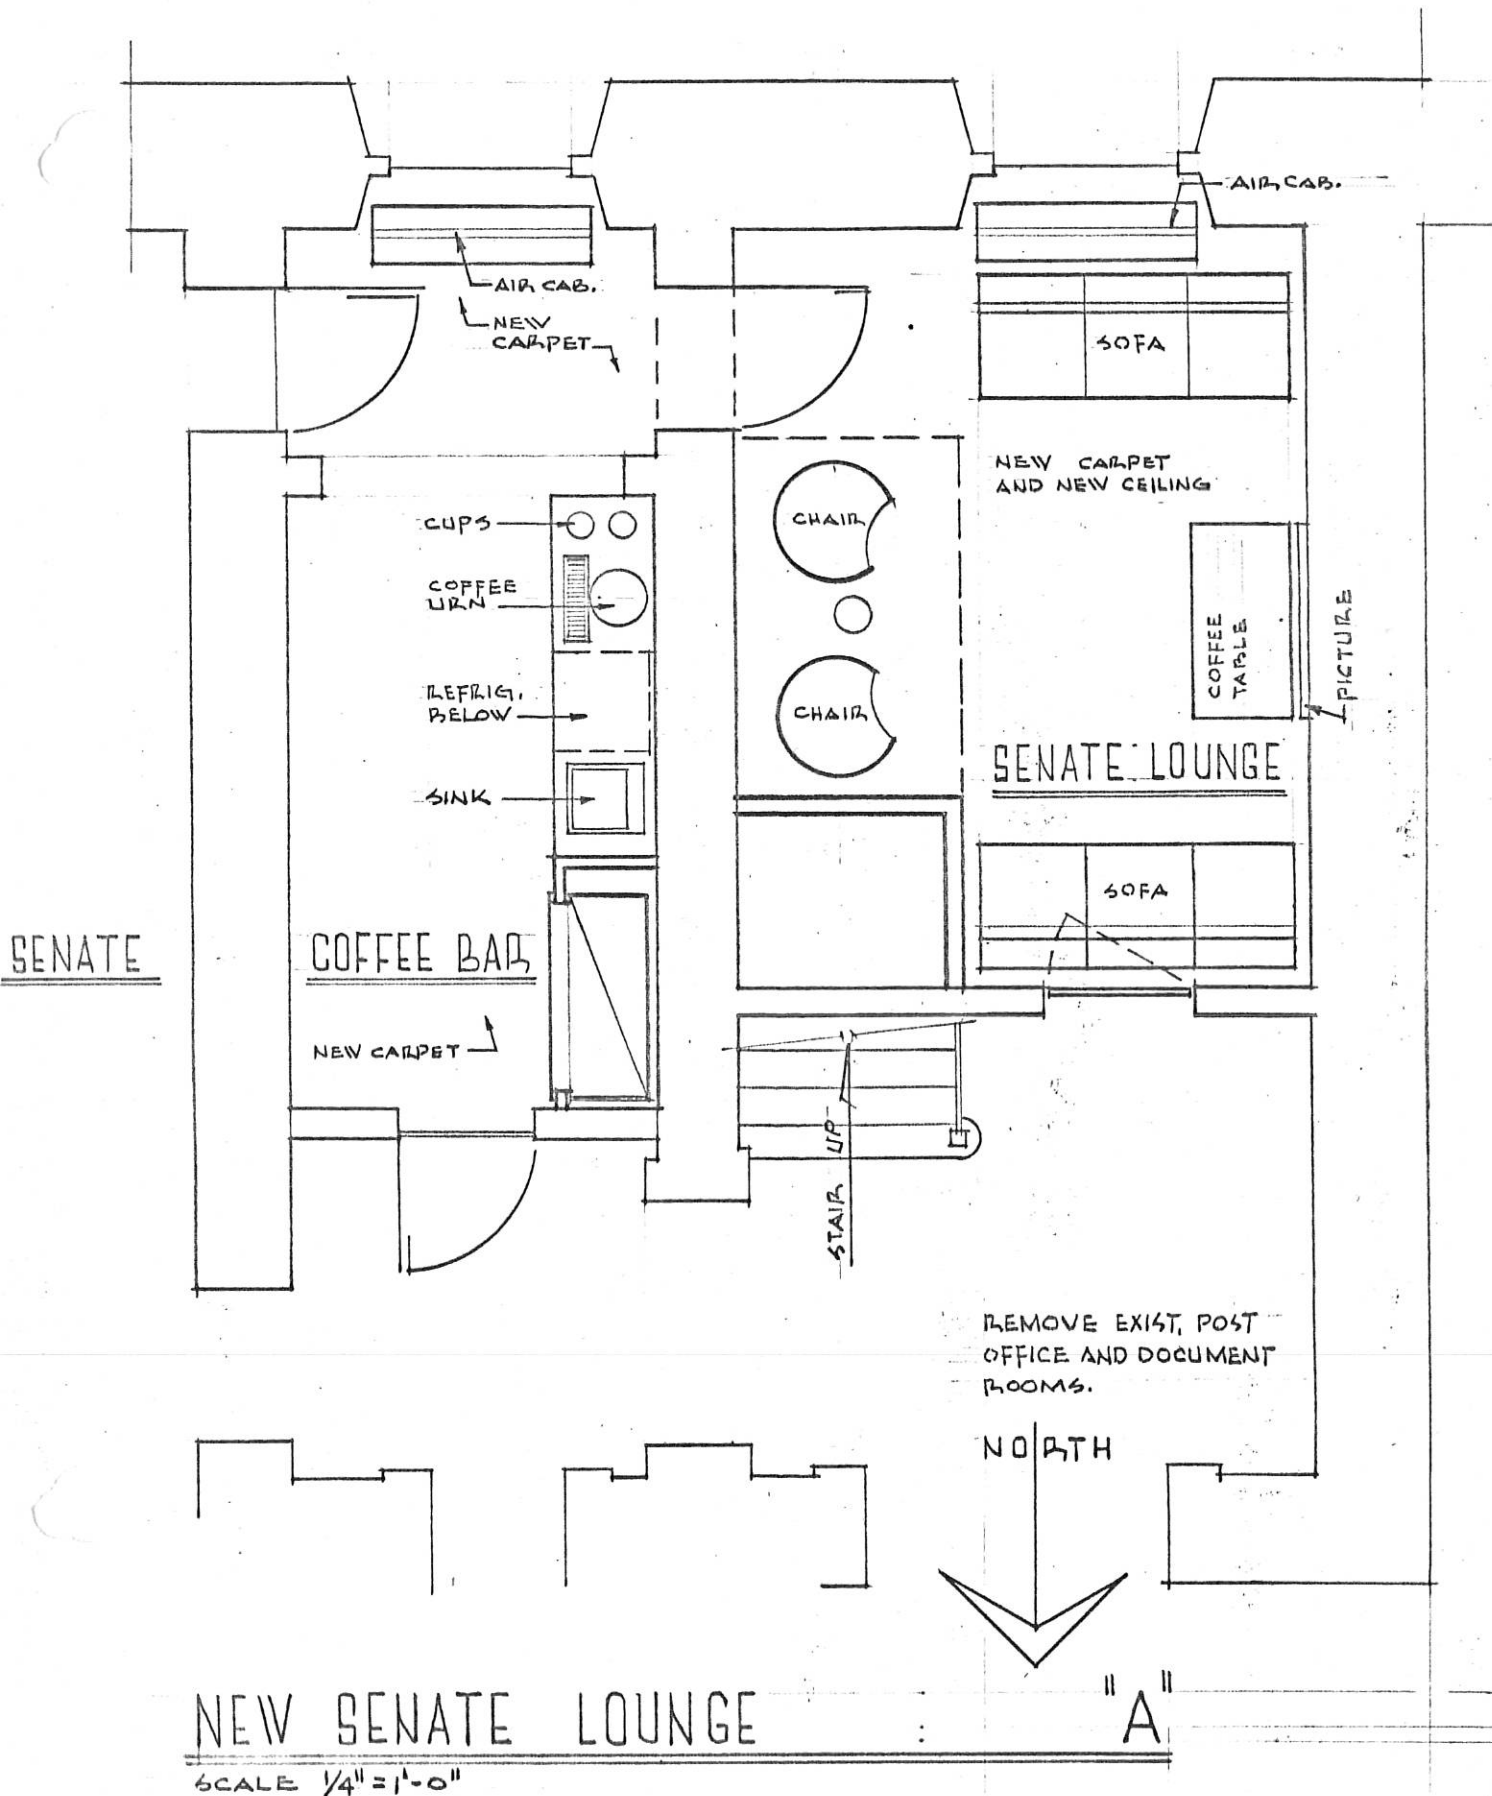 AIR CAB.
AIR CAB.
NEW
CARPET
SOFA
NEW CARPET
AND NEW CEILING
CUPS
CHAIR
COFFEE
URN
COFFEE
TABLE
PICTURE
REFRIG.
BELOW
CHAIR
SENATE LOUNGE
SINK
SOFA
SENATE
COFFEE BAR
NEW CARPET
STAIR UP
REMOVE EXIST. POST
OFFICE AND DOCUMENT
ROOMS.
NORTH
NEW SENATE LOUNGE : "A"
SCALE 1/4" = 1'-0"